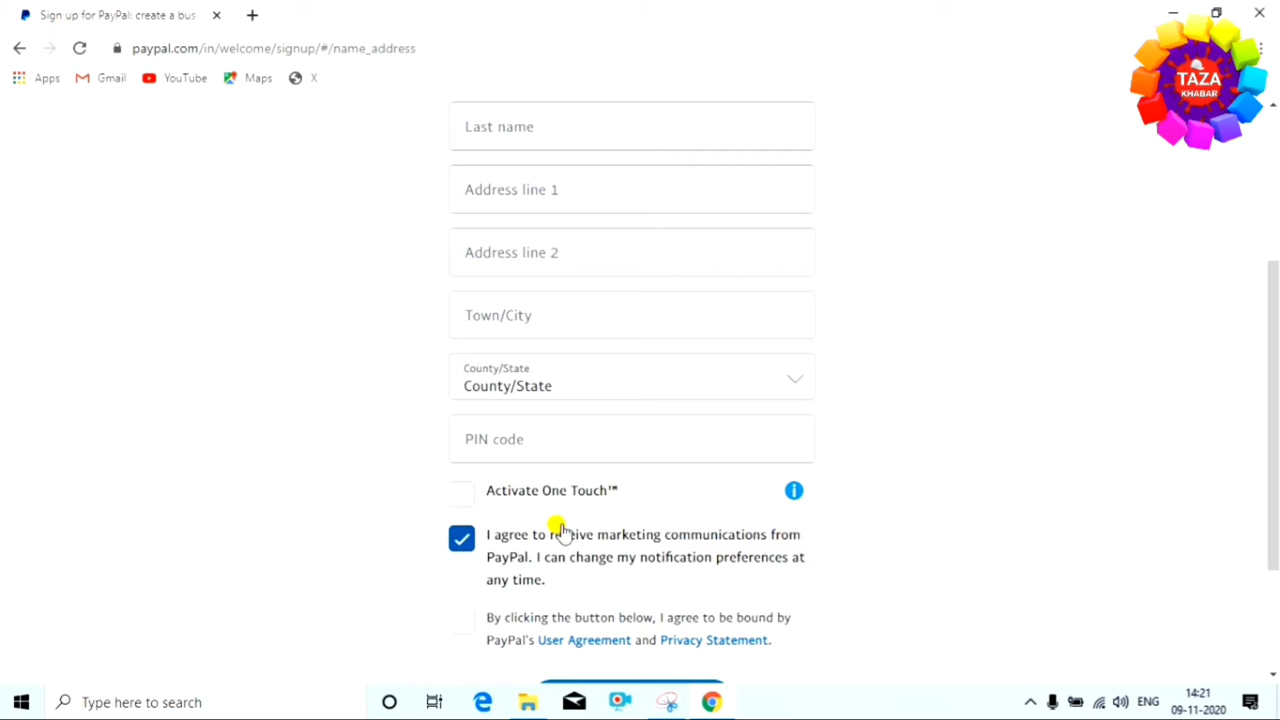 Sign up for PayPal: create a bus
paypal.com/in/welcome/signup/#/name_address
Apps
Gmail
YouTube
Maps
X
TAZA
KHABAR
Last name
Address line 1
Address line 2
Town/City
County/State
County/State
PIN code
Activate One Touch™
I agree to receive marketing communications from
PayPal. I can change my notification preferences at
any time.
By clicking the button below, I agree to be bound by
PayPal's User Agreement and Privacy Statement.
Type here to search
ENG
14:21
09-11-2020